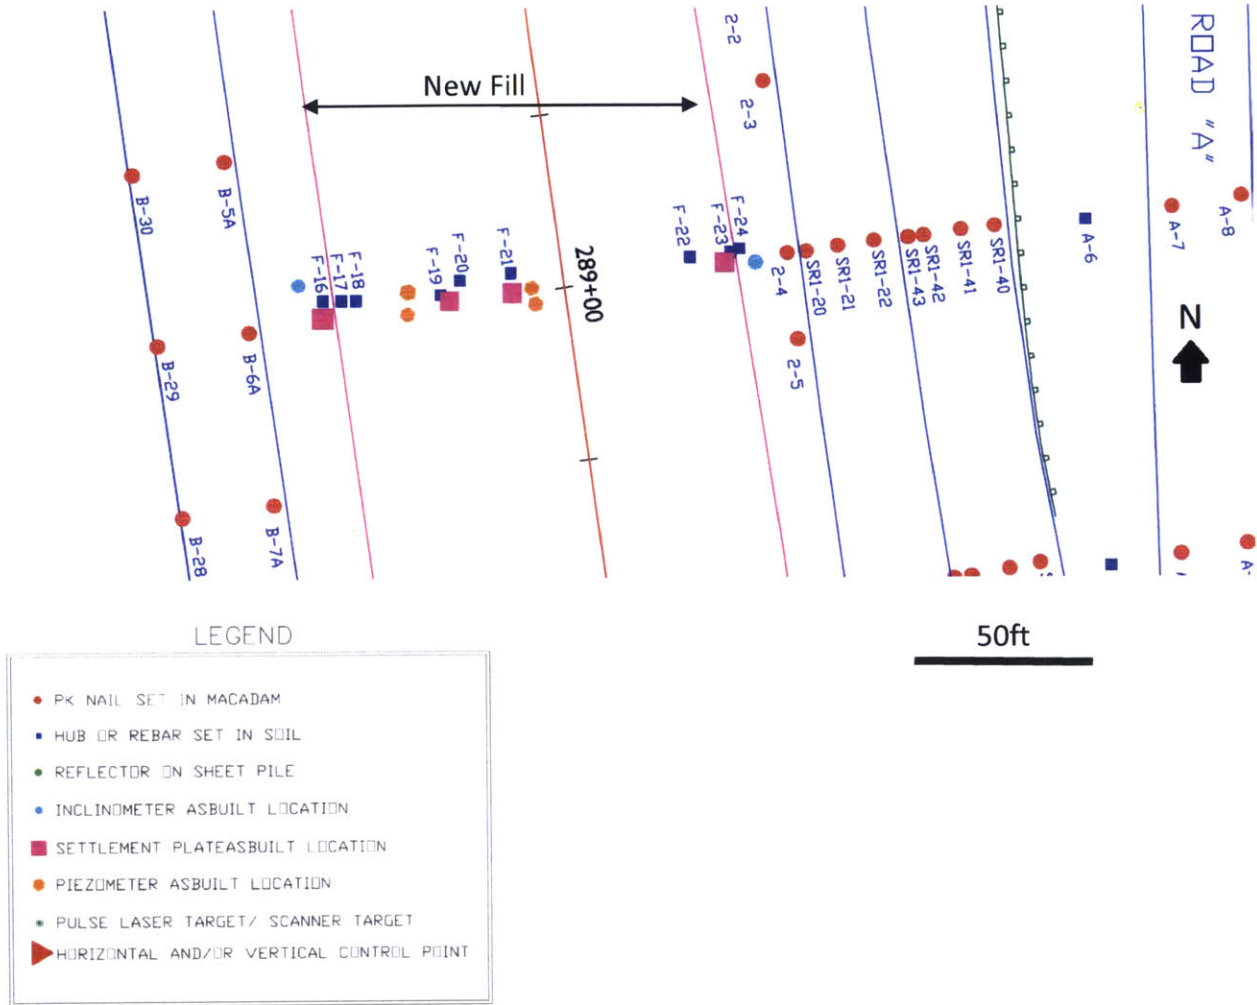 2-2
ROAD "A"
New Fill
2-3
B-30
B-5A
F-16
F-17
F-18
F-19
F-20
F-21
289+00
F-22
F-23
F-24
2-4
SR1-20
SR1-21
SR1-22
SR1-43
SR1-42
SR1-41
SR1-40
A-6
A-7
A-8
N
B-29
B-6A
2-5
B-28
B-7A
A-
50ft
LEGEND
PK NAIL SET IN MACADAM
HUB OR REBAR SET IN SOIL
REFLECTOR ON SHEET PILE
INCLINOMETER ASBUILT LOCATION
SETTLEMENT PLATEASBUILT LOCATION
PIEZOMETER ASBUILT LOCATION
PULSE LASER TARGET/ SCANNER TARGET
HORIZONTAL AND/OR VERTICAL CONTROL POINT